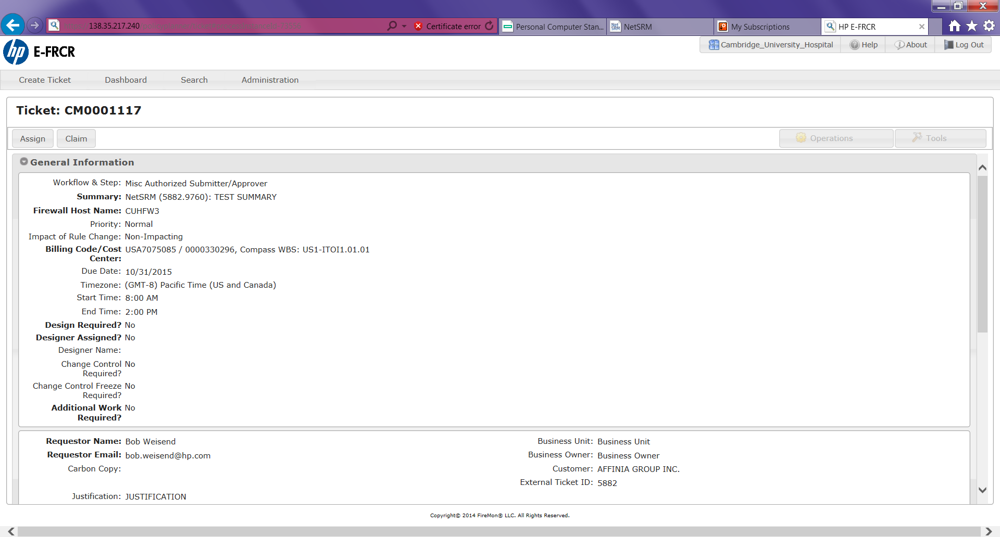 138.35.217.240
Certificate error
Personal Computer Stan...
NetSRM
My Subscriptions
HP E-FRCR
hp E-FRCR
Cambridge_University_Hospital
Help
About
Log Out
Create Ticket
Dashboard
Search
Administration
Ticket: CM0001117
Assign
Claim
Operations
Tools
General Information
Workflow & Step: Misc Authorized Submitter/Approver
Summary: NetSRM (5882.9760): TEST SUMMARY
Firewall Host Name: CUHFW3
Priority: Normal
Impact of Rule Change: Non-Impacting
Billing Code/Cost USA7075085 / 0000330296, Compass WBS: US1-ITOI1.01.01
Center:
Due Date: 10/31/2015
Timezone: (GMT-8) Pacific Time (US and Canada)
Start Time: 8:00 AM
End Time: 2:00 PM
Design Required? No
Designer Assigned? No
Designer Name:
Change Control No
Required?
Change Control Freeze No
Required?
Additional Work No
Required?
Requestor Name: Bob Weisend
Business Unit: Business Unit
Requestor Email: bob.weisend@hp.com
Business Owner: Business Owner
Carbon Copy:
Customer: AFFINIA GROUP INC.
External Ticket ID: 5882
Justification: JUSTIFICATION
Copyright© 2014 FireMon® LLC. All Rights Reserved.